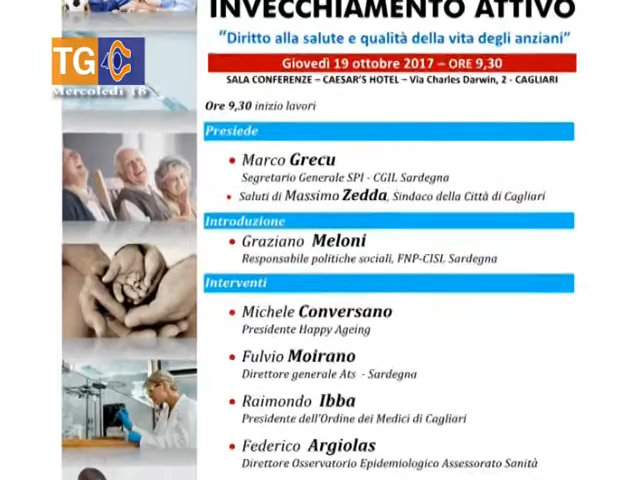 INVECCHIAMENTO ATTIVO
“Diritto alla salute e qualità della vita degli anziani”
TG4C
Giovedì 19 ottobre 2017 – ORE 9,30
SALA CONFERENZE – CAESAR'S HOTEL – Via Charles Darwin, 2 - CAGLIARI
Mercoledì 18
Ore 9,30 inizio lavori
Presiede
• Marco Grecu
Segretario Generale SPI - CGIL Sardegna
• Saluti di Massimo Zedda, Sindaco della Città di Cagliari
Introduzione
• Graziano Meloni
Responsabile politiche sociali, FNP-CISL Sardegna
Interventi
• Michele Conversano
Presidente Happy Ageing
• Fulvio Moirano
Direttore generale Ats - Sardegna
• Raimondo Ibba
Presidente dell'Ordine dei Medici di Cagliari
• Federico Argiolas
Direttore Osservatorio Epidemiologico Assessorato Sanità